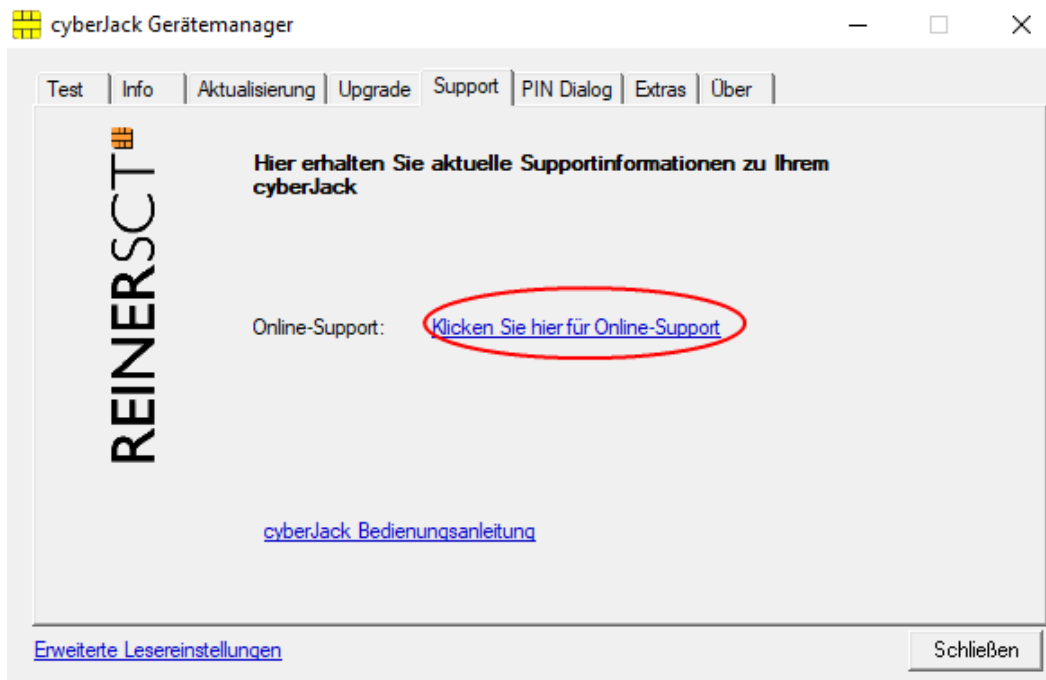 cyberJack Gerätemanager
Test Info Aktualisierung Upgrade Support PIN Dialog Extras Über
REINERSCT
Hier erhalten Sie aktuelle Supportinformationen zu Ihrem
cyberJack
Online-Support: Klicken Sie hier für Online-Support
cyberJack Bedienungsanleitung
Erweiterte Lesereinstellungen Schließen